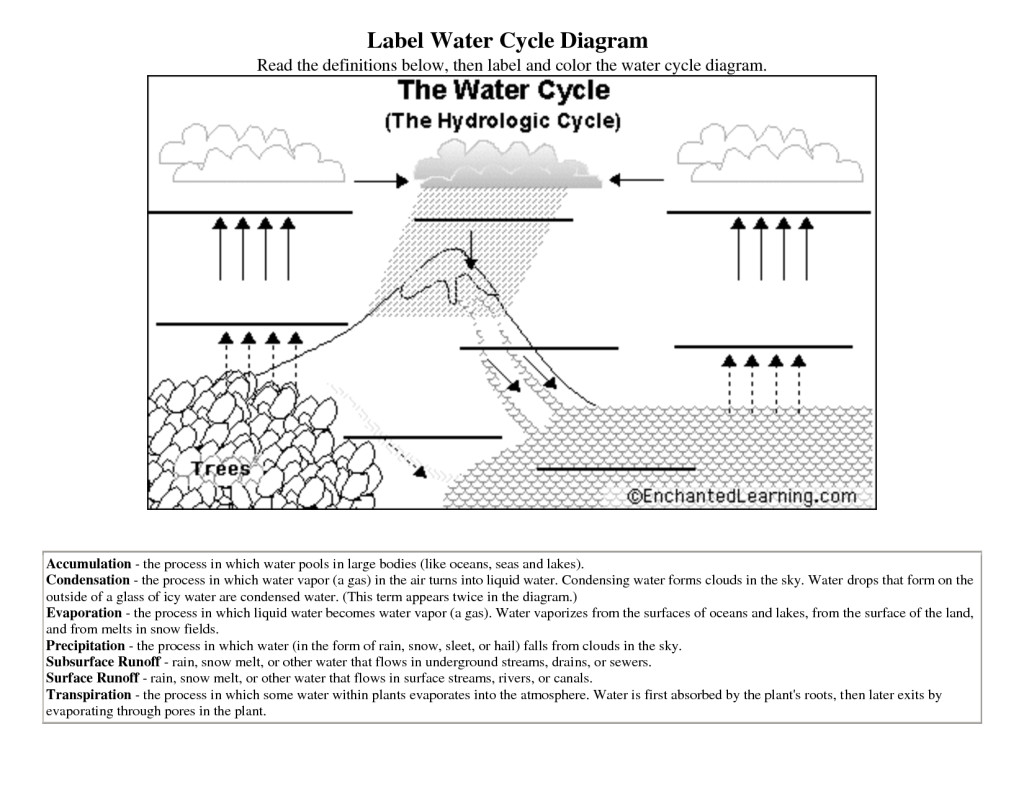 Label Water Cycle Diagram
Read the definitions below, then label and color the water cycle diagram.
The Water Cycle
(The Hydrologic Cycle)
Trees
©EnchantedLearning.com
Accumulation - the process in which water pools in large bodies (like oceans, seas and lakes).
Condensation - the process in which water vapor (a gas) in the air turns into liquid water. Condensing water forms clouds in the sky. Water drops that form on the
outside of a glass of icy water are condensed water. (This term appears twice in the diagram.)
Evaporation - the process in which liquid water becomes water vapor (a gas). Water vaporizes from the surfaces of oceans and lakes, from the surface of the land,
and from melts in snow fields.
Precipitation - the process in which water (in the form of rain, snow, sleet, or hail) falls from clouds in the sky.
Subsurface Runoff - rain, snow melt, or other water that flows in underground streams, drains, or sewers.
Surface Runoff - rain, snow melt, or other water that flows in surface streams, rivers, or canals.
Transpiration - the process in which some water within plants evaporates into the atmosphere. Water is first absorbed by the plant's roots, then later exits by
evaporating through pores in the plant.